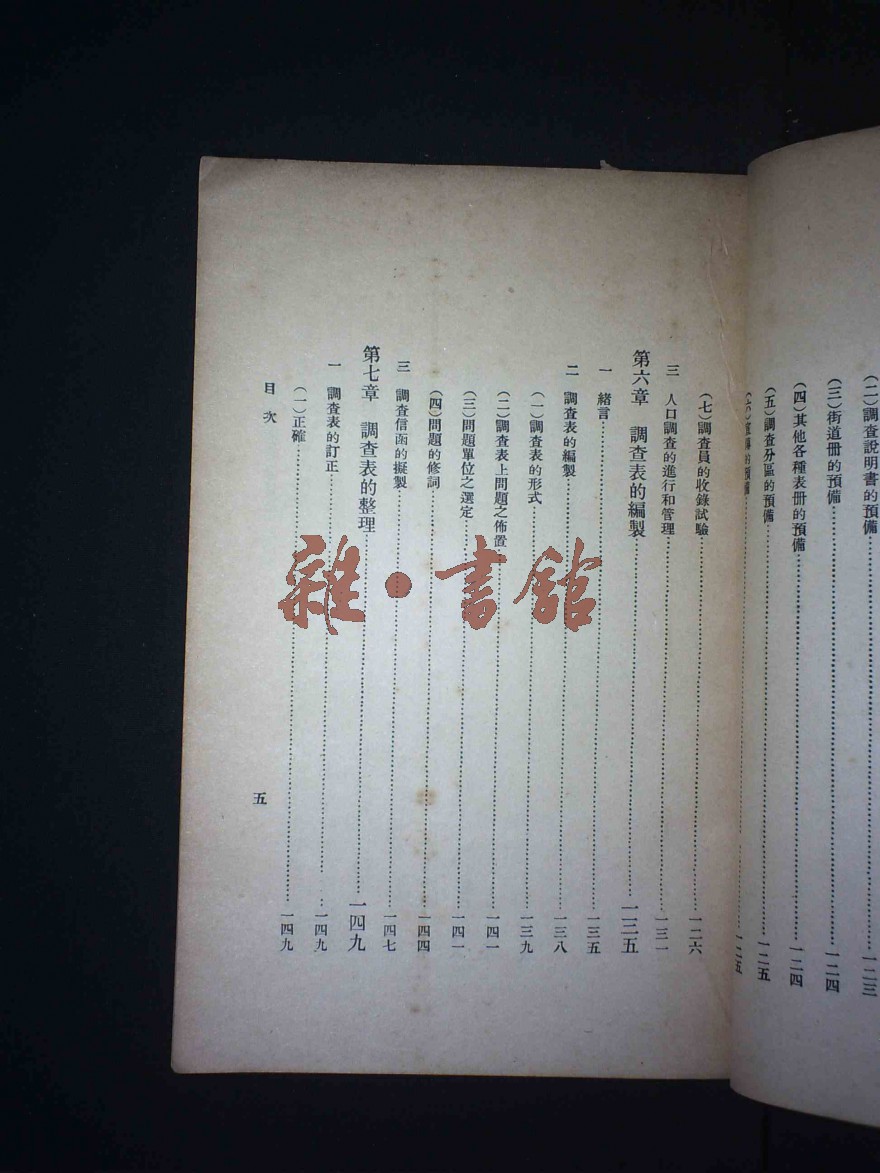 (二)調查說明書的預備……一二三
(三)街道冊的預備……一二四
(四)其他各種表冊的預備……一二四
(五)調查分區的預備……一二五
(六)宣傳的預備……一二五
(七)調查員的收錄試驗……一二六
三 人口調查的進行和管理……一三一
第六章 調查表的編製……一三五
一 緒言……一三五
二 調查表的編製……一三八
(一)調查表的形式……一三九
(二)調查表上問題之佈置……一四一
(三)問題單位之選定……一四一
(四)問題的修詞……一四四
三 調查信函的擬製……一四七
第七章 調查表的整理……一四九
一 調查表的訂正……一四九
(一)正確……一四九
目次
五
雜·書館